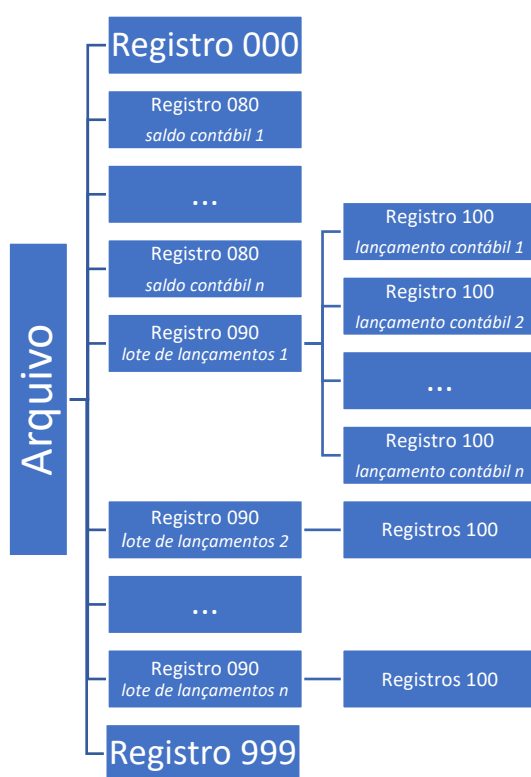 Arquivo
Registro 000
Registro 080
saldo contábil 1
...
Registro 080
saldo contábil n
Registro 090
lote de lançamentos 1
Registro 100
lançamento contábil 1
Registro 100
lançamento contábil 2
...
Registro 100
lançamento contábil n
Registro 090
lote de lançamentos 2
Registros 100
...
Registro 090
lote de lançamentos n
Registros 100
Registro 999